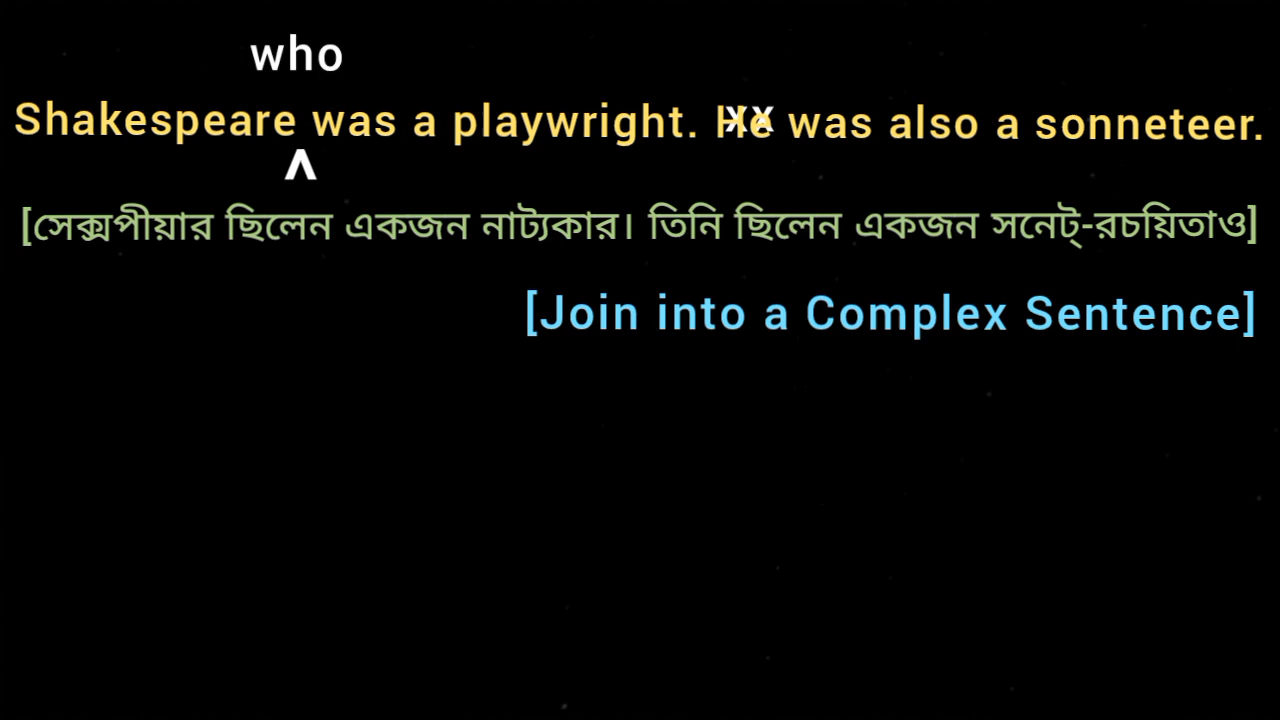 who
Shakespeare was a playwright. He was also a sonneteer.
^
[সেক্সপীয়ার ছিলেন একজন নাট্যকার। তিনি ছিলেন একজন সনেট্-রচয়িতাও]
[Join into a Complex Sentence]